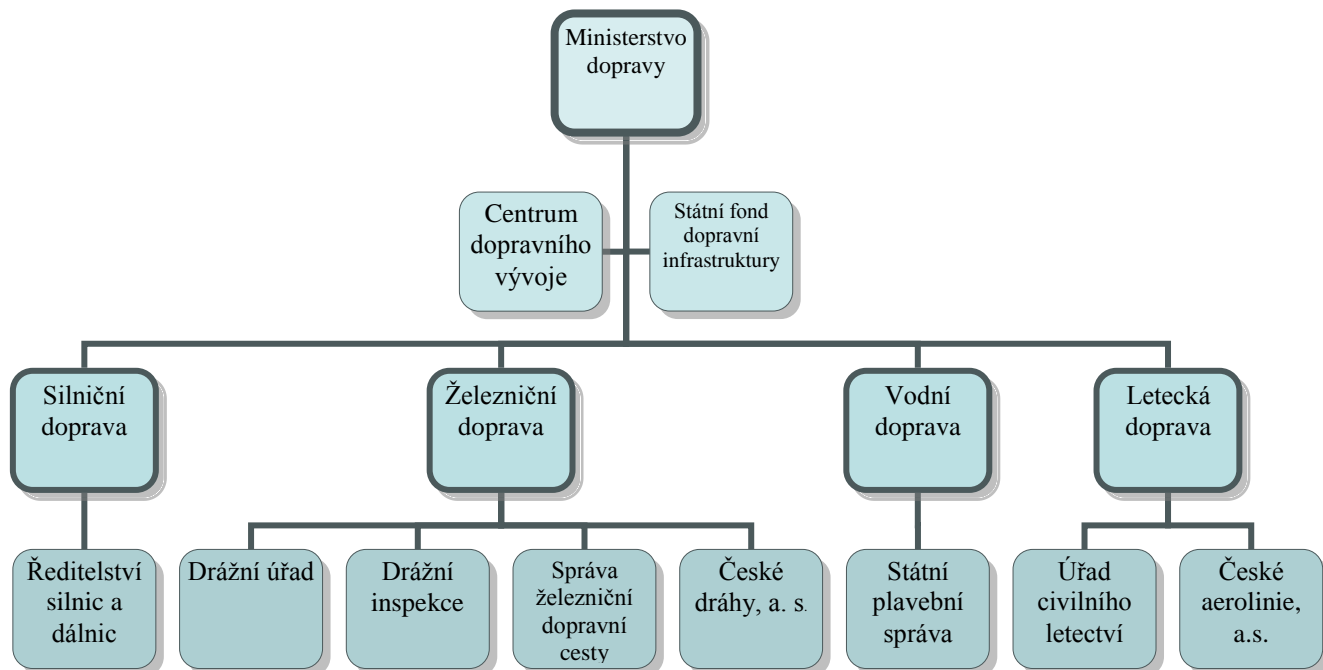 Ministerstvo
dopravy
Centrum
dopravního
vývoje
Státní fond
dopravní
infrastruktury
Silniční
doprava
Železniční
doprava
Vodní
doprava
Letecká
doprava
Ředitelství
silnic a
dálnic
Drážní úřad
Drážní
inspekce
Správa
železniční
dopravní
cesty
České
dráhy, a. s.
Státní
plavební
správa
Úřad
civilního
letectví
České
aerolinie,
a.s.